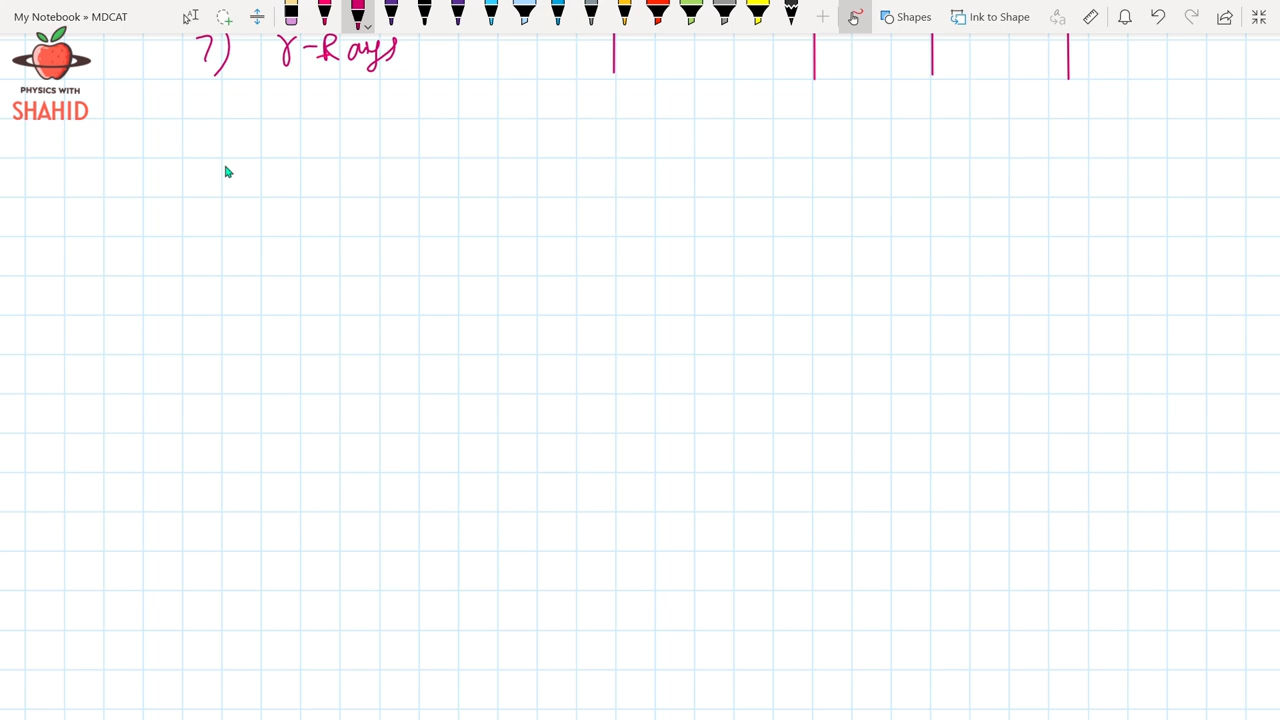 My Notebook » MDCAT
Shapes
Ink to Shape
7) γ-Rays
PHYSICS WITH
SHAHID